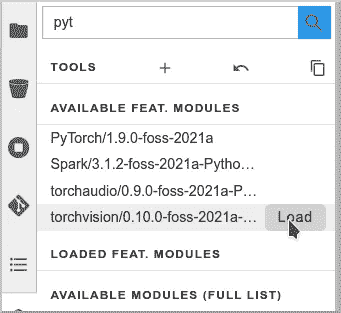 pyt
TOOLS
AVAILABLE FEAT. MODULES
PyTorch/1.9.0-foss-2021a
Spark/3.1.2-foss-2021a-Pytho…
torchaudio/0.9.0-foss-2021a-P…
torchvision/0.10.0-foss-2021a-… Load
LOADED FEAT. MODULES
AVAILABLE MODULES (FULL LIST)